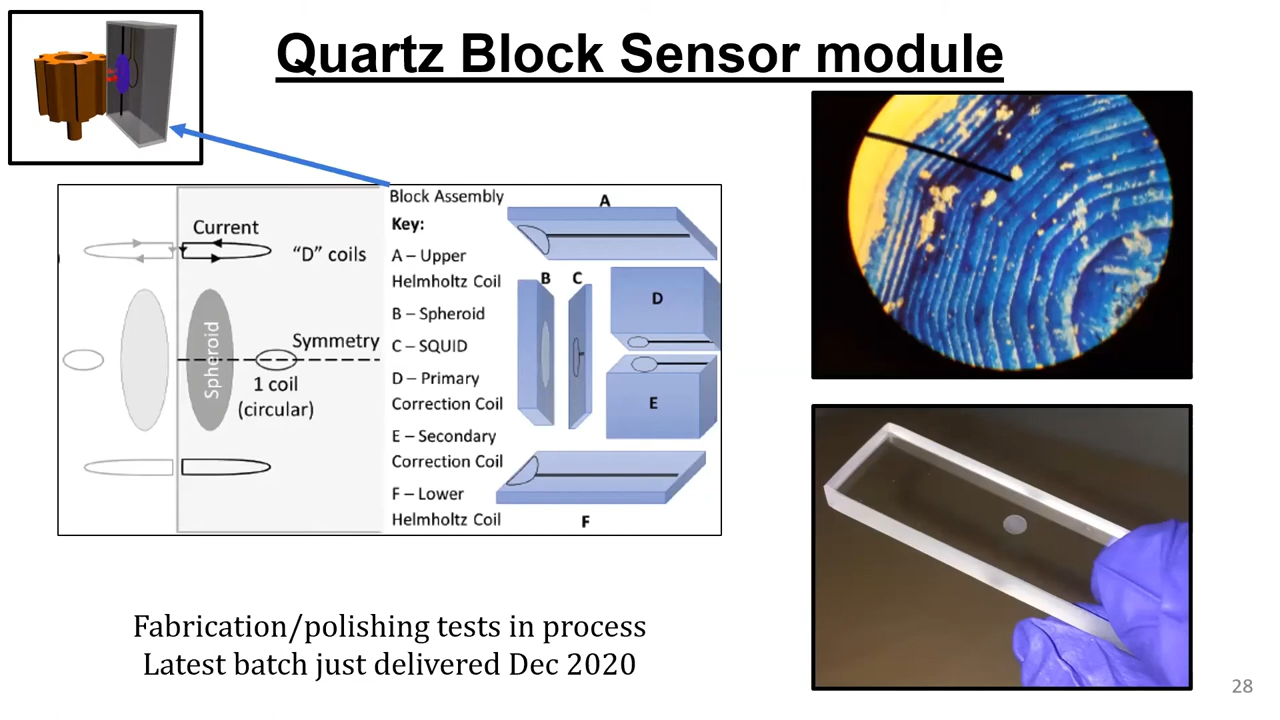 Quartz Block Sensor module
Current
"D" coils
Spheroid
Symmetry
1 coil
(circular)
Block Assembly
Key:
A – Upper
Helmholtz Coil
B – Spheroid
C – SQUID
D – Primary
Correction Coil
E – Secondary
Correction Coil
F – Lower
Helmholtz Coil
A
B
C
D
E
F
Fabrication/polishing tests in process
Latest batch just delivered Dec 2020
28